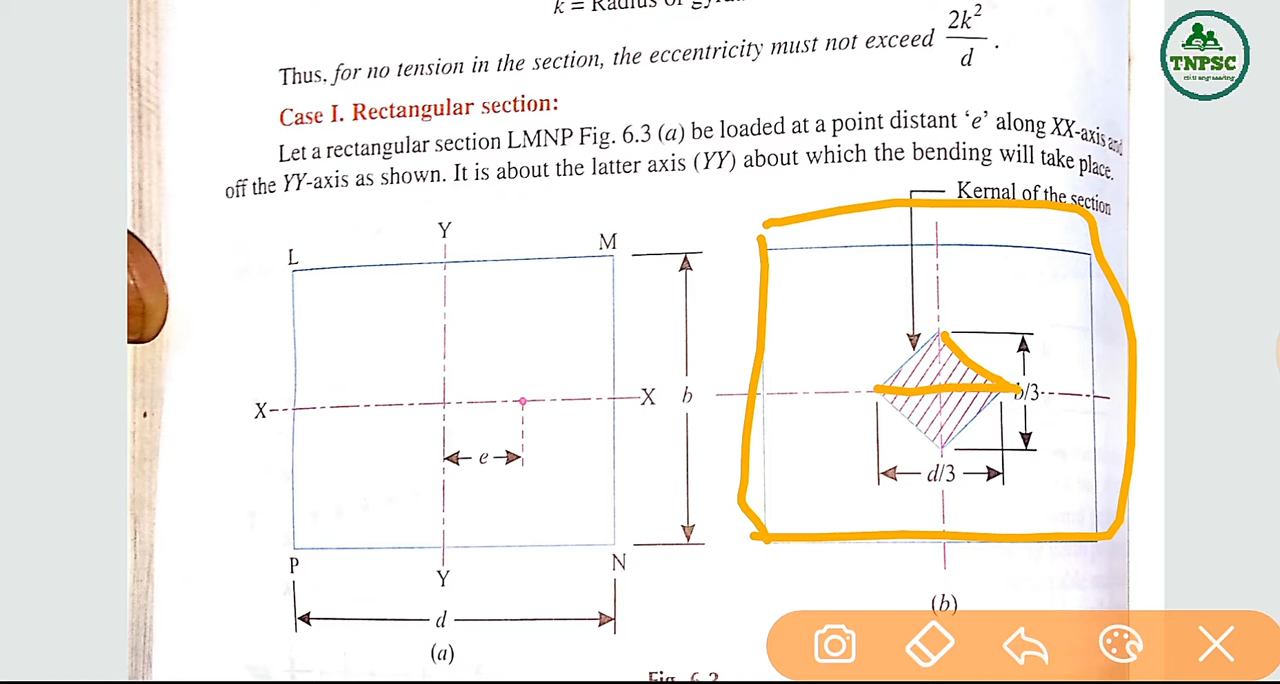 k = Radius of
Thus, for no tension in the section, the eccentricity must not exceed 2k²/d .
Case I. Rectangular section:
Let a rectangular section LMNP Fig. 6.3 (a) be loaded at a point distant ‘e’ along XX-axis and
off the YY-axis as shown. It is about the latter axis (YY) about which the bending will take place.
Kernal of the section
TNPSC
civil engineering
Y
L
M
X
X
b
e
b/3
d/3
P
Y
N
d
(a)
(b)